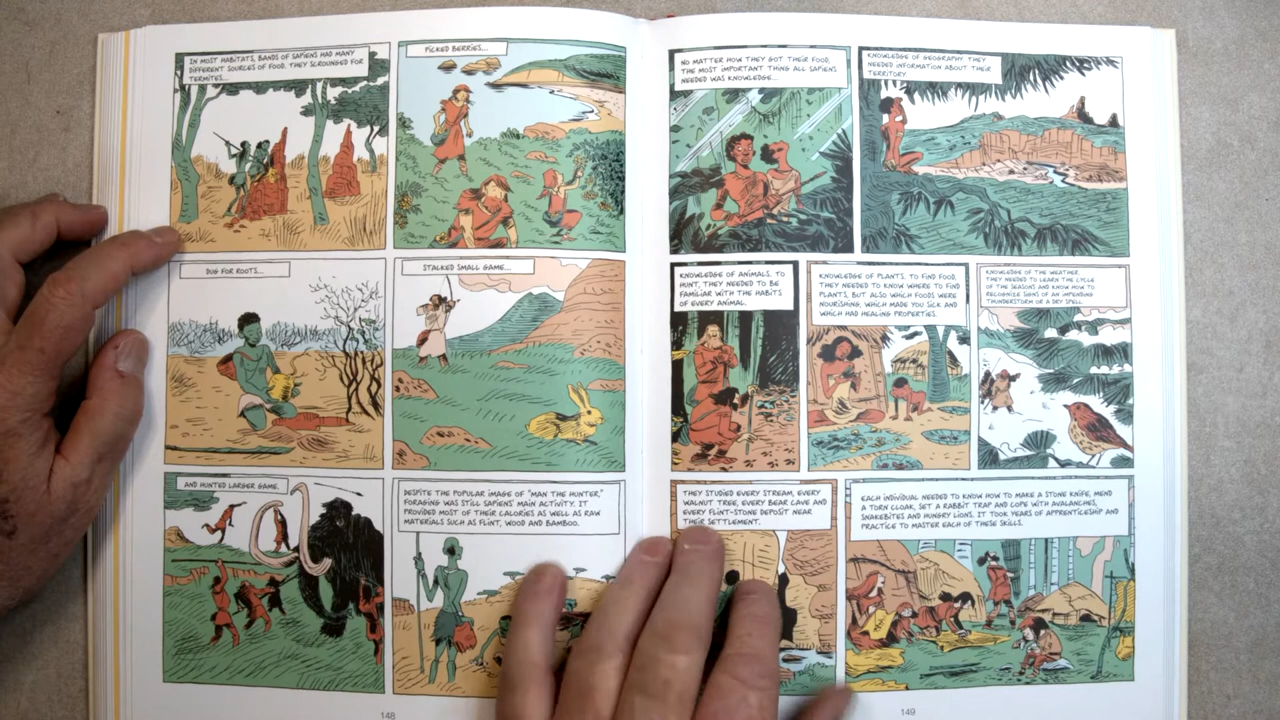 IN MOST HABITATS, BANDS OF SAPIENS HAD MANY
DIFFERENT SOURCES OF FOOD. THEY SCROUNGED FOR
TERMITES...
PICKED BERRIES...
DUG FOR ROOTS...
STALKED SMALL GAME...
AND HUNTED LARGER GAME.
DESPITE THE POPULAR IMAGE OF "MAN THE HUNTER,"
FORAGING WAS STILL SAPIENS' MAIN ACTIVITY. IT
PROVIDED MOST OF THEIR CALORIES AS WELL AS RAW
MATERIALS SUCH AS FLINT, WOOD AND BAMBOO.
148
NO MATTER HOW THEY GOT THEIR FOOD,
THE MOST IMPORTANT THING ALL SAPIENS
NEEDED WAS KNOWLEDGE...
KNOWLEDGE OF GEOGRAPHY. THEY
NEEDED INFORMATION ABOUT THEIR
TERRITORY.
KNOWLEDGE OF ANIMALS. TO
HUNT, THEY NEEDED TO BE
FAMILIAR WITH THE HABITS
OF EVERY ANIMAL.
KNOWLEDGE OF PLANTS. TO FIND FOOD,
THEY NEEDED TO KNOW WHERE TO FIND
PLANTS, BUT ALSO WHICH FOODS WERE
NOURISHING, WHICH MADE YOU SICK AND
WHICH HAD HEALING PROPERTIES.
KNOWLEDGE OF THE WEATHER.
THEY NEEDED TO LEARN THE CYCLE
OF THE SEASONS AND KNOW HOW TO
RECOGNIZE SIGNS OF AN IMPENDING
THUNDERSTORM OR A DRY SPELL.
THEY STUDIED EVERY STREAM, EVERY
WALNUT TREE, EVERY BEAR CAVE AND
EVERY FLINT-STONE DEPOSIT NEAR
THEIR SETTLEMENT.
EACH INDIVIDUAL NEEDED TO KNOW HOW TO MAKE A STONE KNIFE, MEND
A TORN CLOAK, SET A RABBIT TRAP AND COPE WITH AVALANCHES,
SNAKEBITES AND HUNGRY LIONS. IT TOOK YEARS OF APPRENTICESHIP AND
PRACTICE TO MASTER EACH OF THESE SKILLS.
149